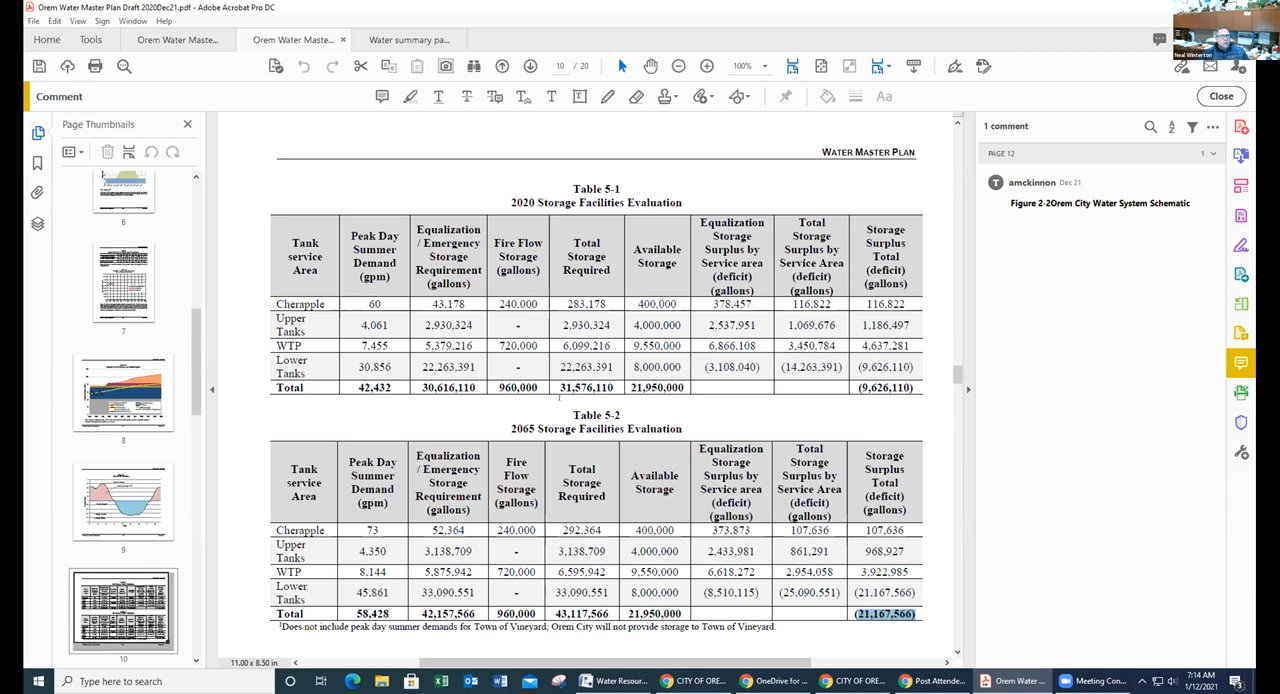 Orem Water Master Plan Draft 2020Dec21.pdf - Adobe Acrobat Pro DC
File Edit View Sign Window Help
Home Tools Orem Water Maste... Orem Water Maste... × Water summary pa...
Neal Winterton
10 / 20 100%
Comment Close
Aa
Page Thumbnails
6
7
8
9
10
WATER MASTER PLAN
Table 5-1
2020 Storage Facilities Evaluation
Tank service Area | Peak Day Summer Demand (gpm) | Equalization / Emergency Storage Requirement (gallons) | Fire Flow Storage (gallons) | Total Storage Required | Available Storage | Equalization Storage Surplus by Service area (deficit) (gallons) | Total Storage Surplus by Service area (deficit) (gallons) | Storage Surplus Total (deficit) (gallons)
Cherapple 60 43,178 240,000 283,178 400,000 378,457 116,822 116,822
Upper Tanks 4,061 2,930,324 - 2,930,324 4,000,000 2,537,951 1,069,676 1,186,497
WTP 7,455 5,379,216 720,000 6,099,216 9,550,000 6,866,108 3,450,784 4,637,281
Lower Tanks 30,856 22,263,391 - 22,263,391 8,000,000 (3,108,040) (14,263,391) (9,626,110)
Total 42,432 30,616,110 960,000 31,576,110 21,950,000 (9,626,110)
Table 5-2
2065 Storage Facilities Evaluation
Tank service Area | Peak Day Summer Demand (gpm) | Equalization / Emergency Storage Requirement (gallons) | Fire Flow Storage (gallons) | Total Storage Required | Available Storage | Equalization Storage Surplus by Service area (deficit) (gallons) | Total Storage Surplus by Service area (deficit) (gallons) | Storage Surplus Total (deficit) (gallons)
Cherapple 73 52,364 240,000 292,364 400,000 373,873 107,636 107,636
Upper Tanks 4,350 3,138,709 - 3,138,709 4,000,000 2,433,981 861,291 968,927
WTP 8,144 5,875,942 720,000 6,595,942 9,550,000 6,618,272 2,954,058 3,922,985
Lower Tanks 45,861 33,090,551 - 33,090,551 8,000,000 (8,510,115) (25,090,551) (21,167,566)
Total 58,428 42,157,566 960,000 43,117,566 21,950,000 (21,167,566)
1Does not include peak day summer demands for Town of Vineyard; Orem City will not provide storage to Town of Vineyard.
11.00 x 8.50 in
1 comment
PAGE 12 1
T amckinnon Dec 21
Figure 2-2Orem City Water System Schematic
Type here to search
Water Resour... CITY OF ORE... OneDrive for ... CITY OF ORE... Post Attende... Orem Water ... Meeting Con...
7:14 AM
1/12/2021